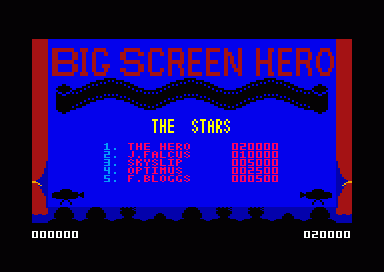 BIG SCREEN HERO
THE STARS
1. THE HERO 020000
2. J.FALCUS 010000
3. SKYSLIP 005000
4. OPTIMUS 002500
5. F.BLOGGS 000500
000000 020000